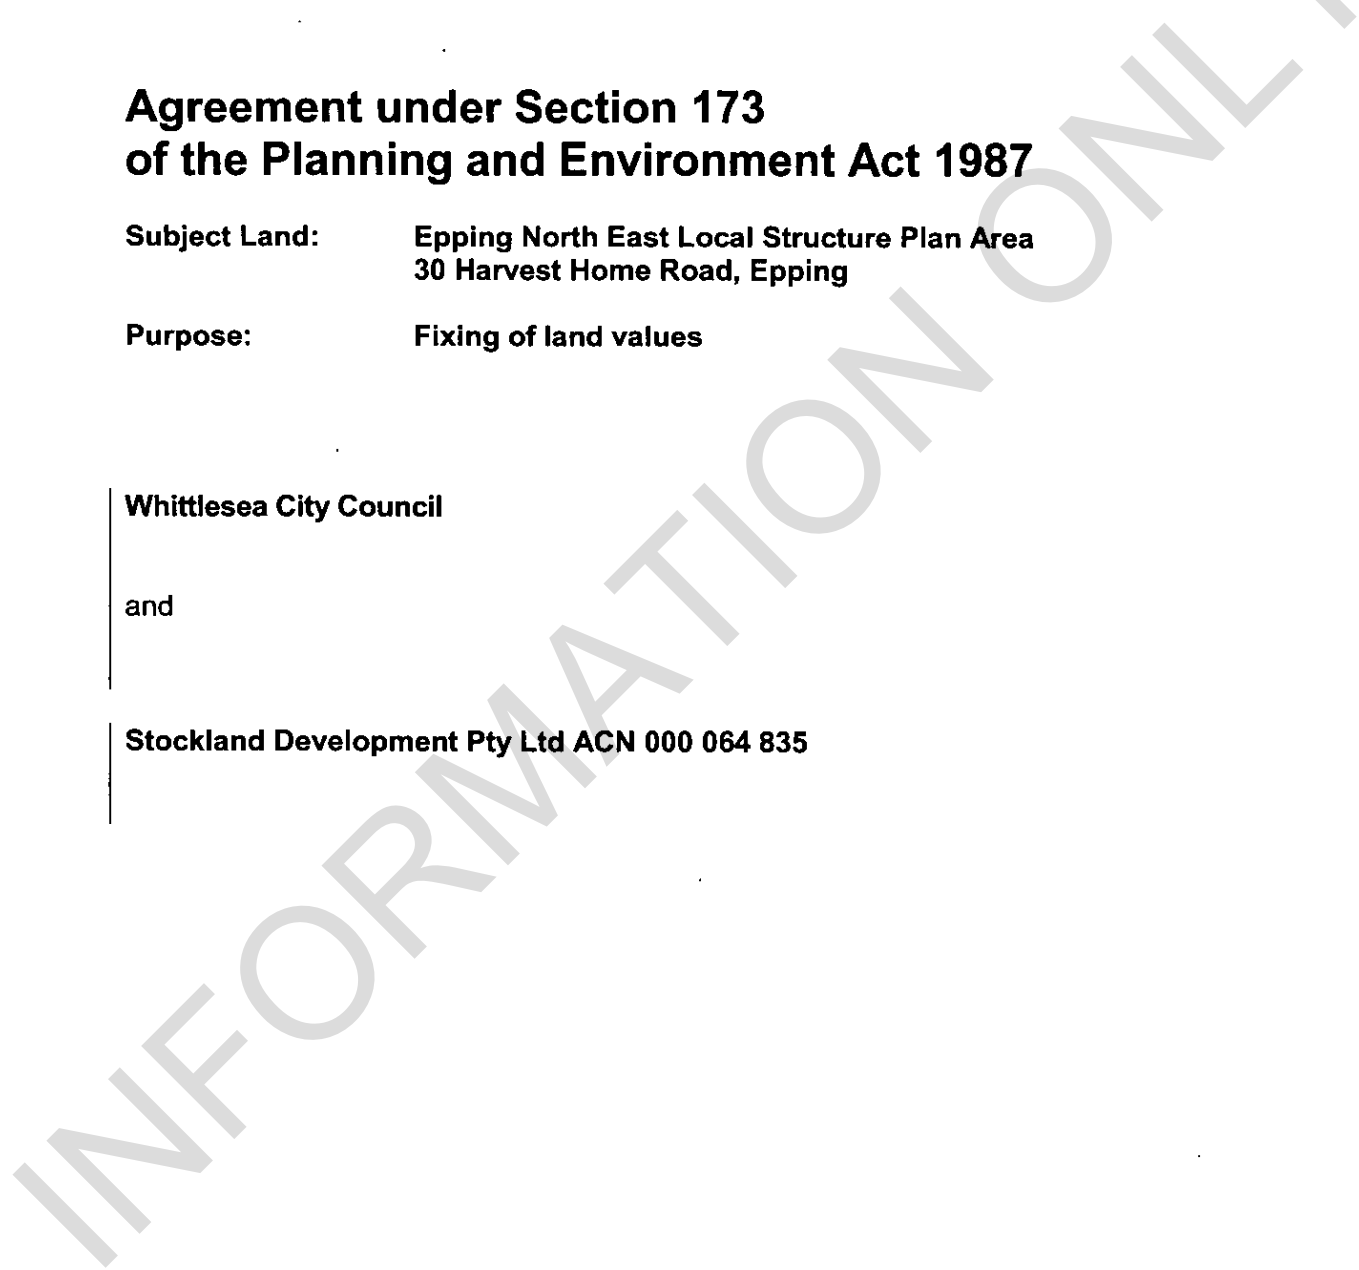 Agreement under Section 173
of the Planning and Environment Act 1987
Subject Land: Epping North East Local Structure Plan Area
30 Harvest Home Road, Epping
Purpose: Fixing of land values
Whittlesea City Council
and
Stockland Development Pty Ltd ACN 000 064 835
INFORMATION ONL